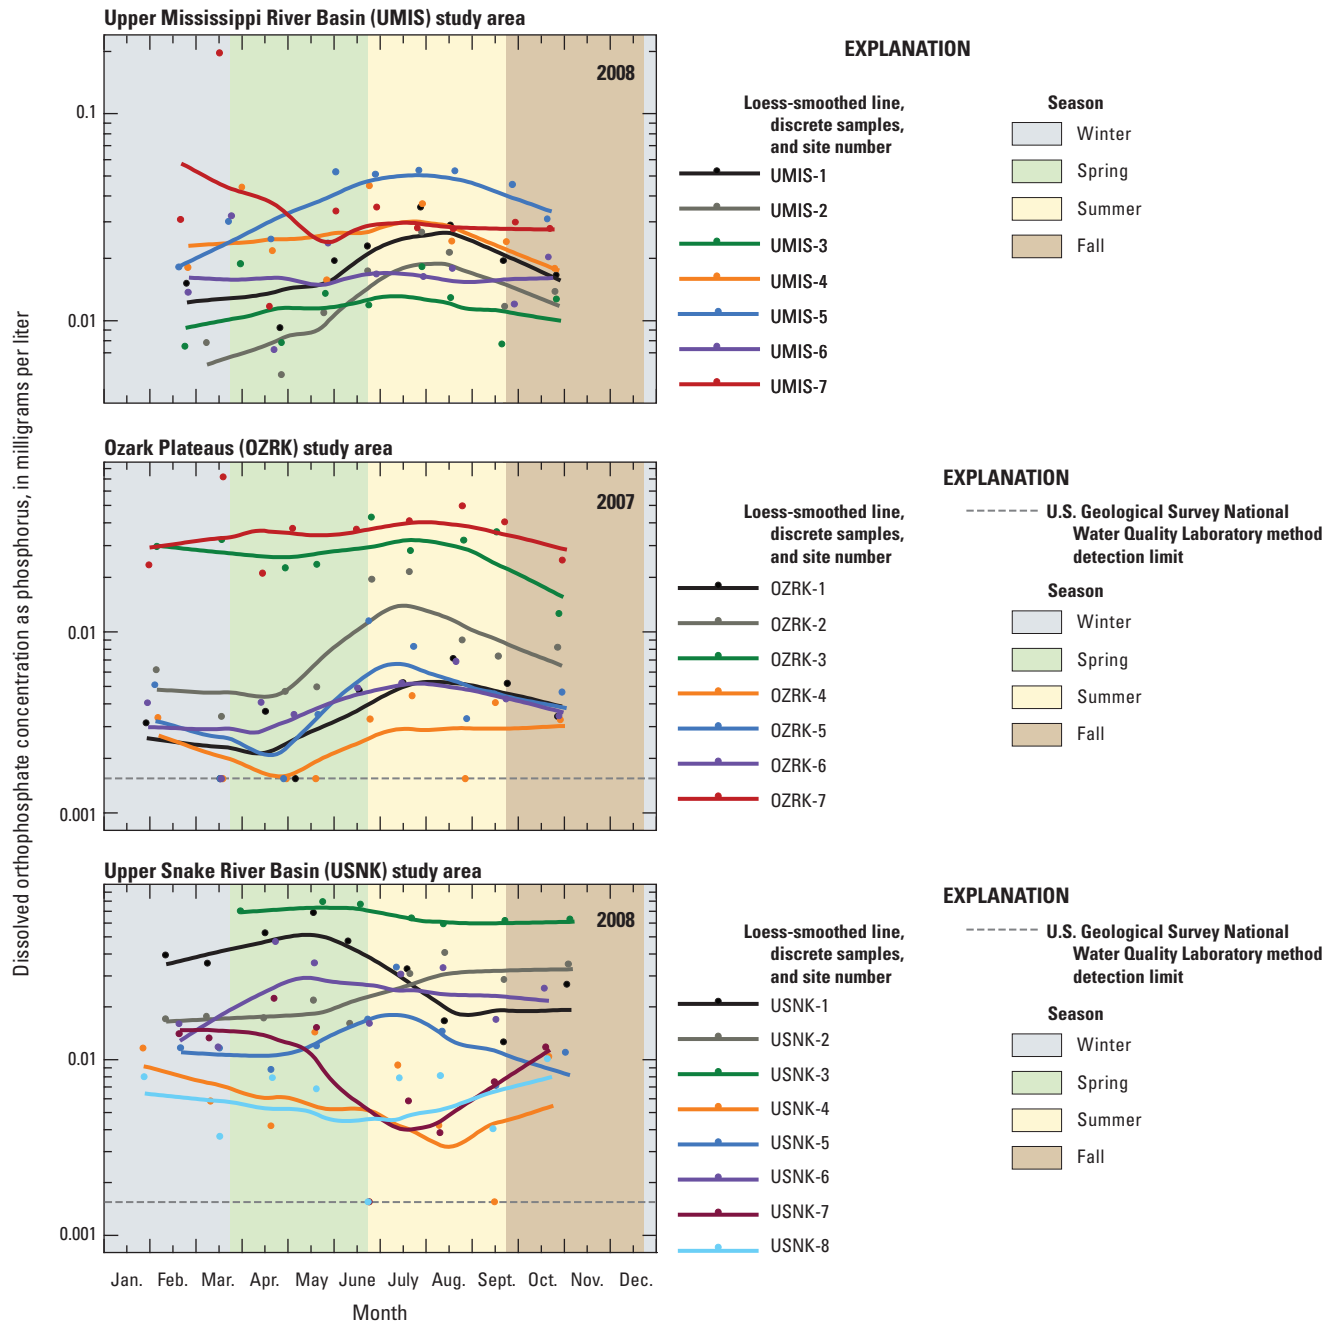 Upper Mississippi River Basin (UMIS) study area
2008
0.1
0.01
EXPLANATION
Loess-smoothed line,
discrete samples,
and site number
UMIS-1
UMIS-2
UMIS-3
UMIS-4
UMIS-5
UMIS-6
UMIS-7
Season
Winter
Spring
Summer
Fall
Dissolved orthophosphate concentration as phosphorus, in milligrams per liter
Ozark Plateaus (OZRK) study area
2007
0.01
0.001
EXPLANATION
Loess-smoothed line,
discrete samples,
and site number
OZRK-1
OZRK-2
OZRK-3
OZRK-4
OZRK-5
OZRK-6
OZRK-7
U.S. Geological Survey National
Water Quality Laboratory method
detection limit
Season
Winter
Spring
Summer
Fall
Upper Snake River Basin (USNK) study area
2008
0.01
0.001
EXPLANATION
Loess-smoothed line,
discrete samples,
and site number
USNK-1
USNK-2
USNK-3
USNK-4
USNK-5
USNK-6
USNK-7
USNK-8
U.S. Geological Survey National
Water Quality Laboratory method
detection limit
Season
Winter
Spring
Summer
Fall
Jan. Feb. Mar. Apr. May June July Aug. Sept. Oct. Nov. Dec.
Month